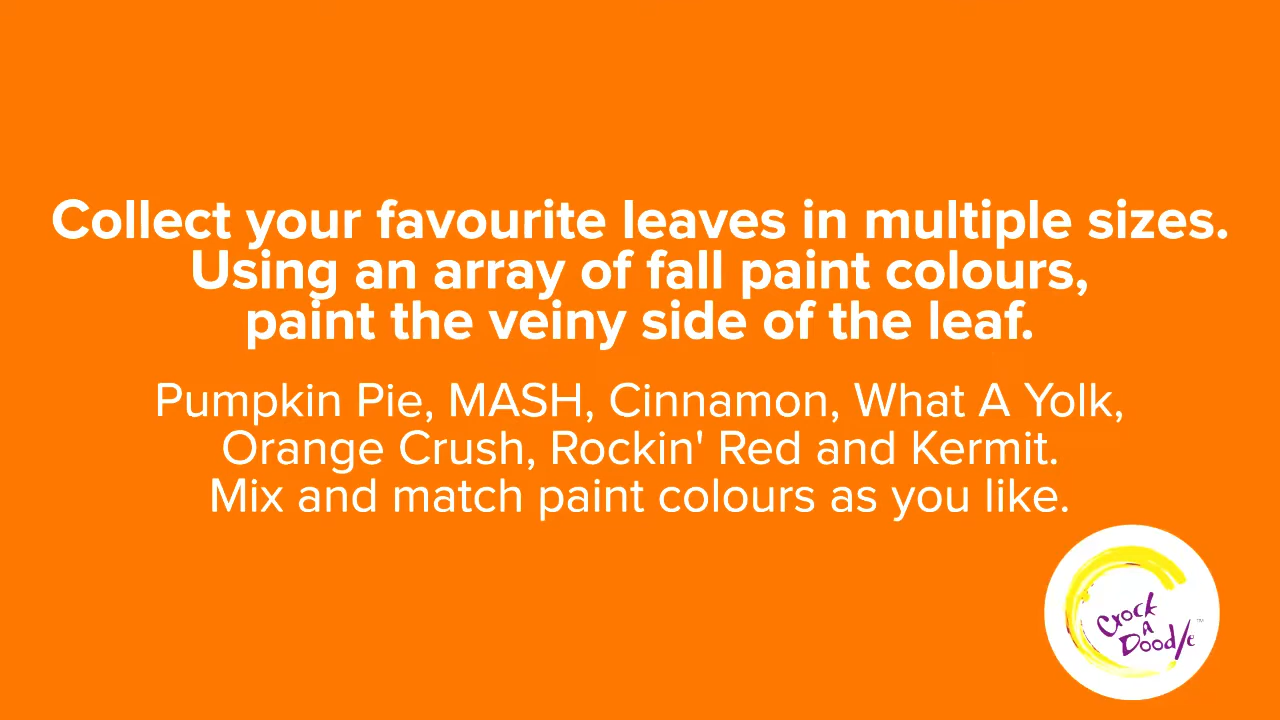 Collect your favourite leaves in multiple sizes.
Using an array of fall paint colours,
paint the veiny side of the leaf.
Pumpkin Pie, MASH, Cinnamon, What A Yolk,
Orange Crush, Rockin' Red and Kermit.
Mix and match paint colours as you like.
Crock
A
Doodle™